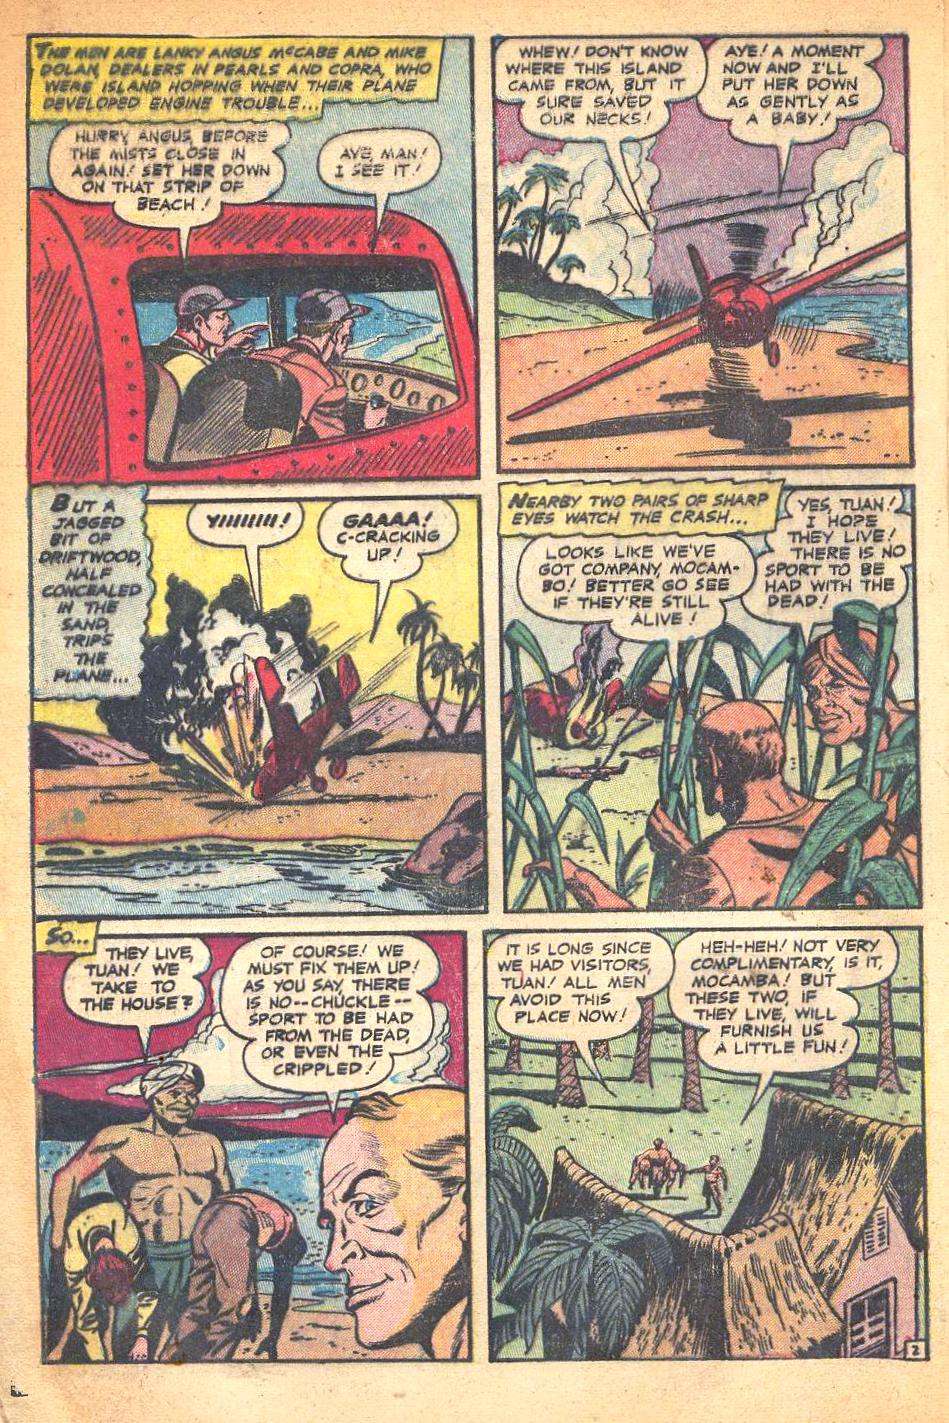 THE MEN ARE LANKY ANGUS McCABE AND MIKE
DOLAN, DEALERS IN PEARLS AND COPRA, WHO
WERE ISLAND HOPPING WHEN THEIR PLANE
DEVELOPED ENGINE TROUBLE...
HURRY, ANGUS, BEFORE
THE MISTS CLOSE IN
AGAIN! SET HER DOWN
ON THAT STRIP OF
BEACH!
AYE, MAN!
I SEE IT!
WHEW! DON'T KNOW
WHERE THIS ISLAND
CAME FROM, BUT IT
SURE SAVED
OUR NECKS!
AYE! A MOMENT
NOW AND I'LL
PUT HER DOWN
AS GENTLY AS
A BABY!
BUT A
JAGGED
BIT OF
DRIFTWOOD,
HALF
CONCEALED
IN THE
SAND,
TRIPS
THE
PLANE...
YIIIIIIII!
GAAAA!
C-CRACKING
UP!
NEARBY TWO PAIRS OF SHARP
EYES WATCH THE CRASH...
LOOKS LIKE WE'VE
GOT COMPANY, MOCAM-
BO! BETTER GO SEE
IF THEY'RE STILL
ALIVE!
YES, TUAN!
I HOPE
THEY LIVE!
THERE IS NO
SPORT TO BE
HAD WITH THE
DEAD!
SO...
THEY LIVE,
TUAN! WE
TAKE TO
THE HOUSE?
OF COURSE! WE
MUST FIX THEM UP!
AS YOU SAY, THERE
IS NO--CHUCKLE--
SPORT TO BE HAD
FROM THE DEAD,
OR EVEN THE
CRIPPLED!
IT IS LONG SINCE
WE HAD VISITORS,
TUAN! ALL MEN
AVOID THIS
PLACE NOW!
HEH-HEH! NOT VERY
COMPLIMENTARY, IS IT,
MOCAMBA! BUT
THESE TWO, IF
THEY LIVE, WILL
FURNISH US
A LITTLE FUN!
2